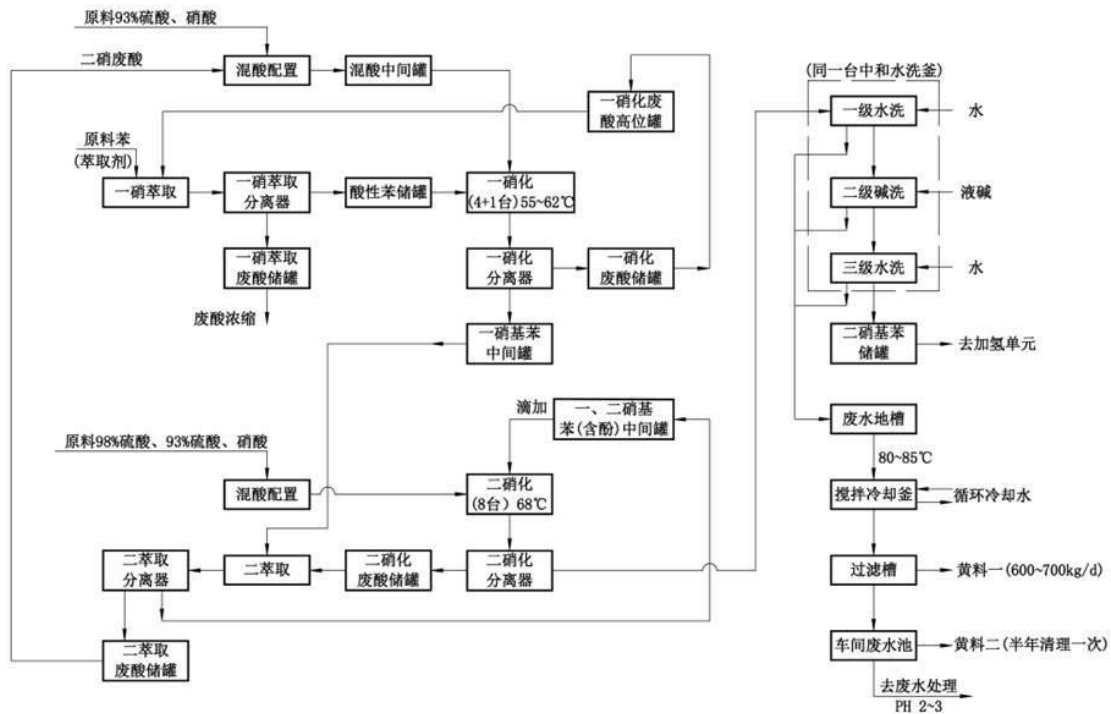 原料93%硫酸、硝酸
二硝废酸
混酸配置
混酸中间罐
一硝化废
酸高位罐
原料苯
(萃取剂)
一硝萃取
一硝萃取
分离器
酸性苯储罐
一硝化
(4+1台)55~62℃
一硝萃取
废酸储罐
废酸浓缩
一硝化
分离器
一硝化
废酸储罐
一硝基苯
中间罐
滴加
一、二硝基
苯(含酚)中间罐
原料98%硫酸、93%硫酸、硝酸
混酸配置
二硝化
(8台) 68℃
二萃取
分离器
二萃取
二硝化
废酸储罐
二硝化
分离器
二萃取
废酸储罐
(同一台中和水洗釜)
一级水洗
水
二级碱洗
液碱
三级水洗
水
二硝基苯
储罐
去加氢单元
废水地槽
80~85℃
搅拌冷却釜
循环冷却水
过滤槽
黄料一(600~700kg/d)
车间废水池
黄料二(半年清理一次)
去废水处理
PH 2~3